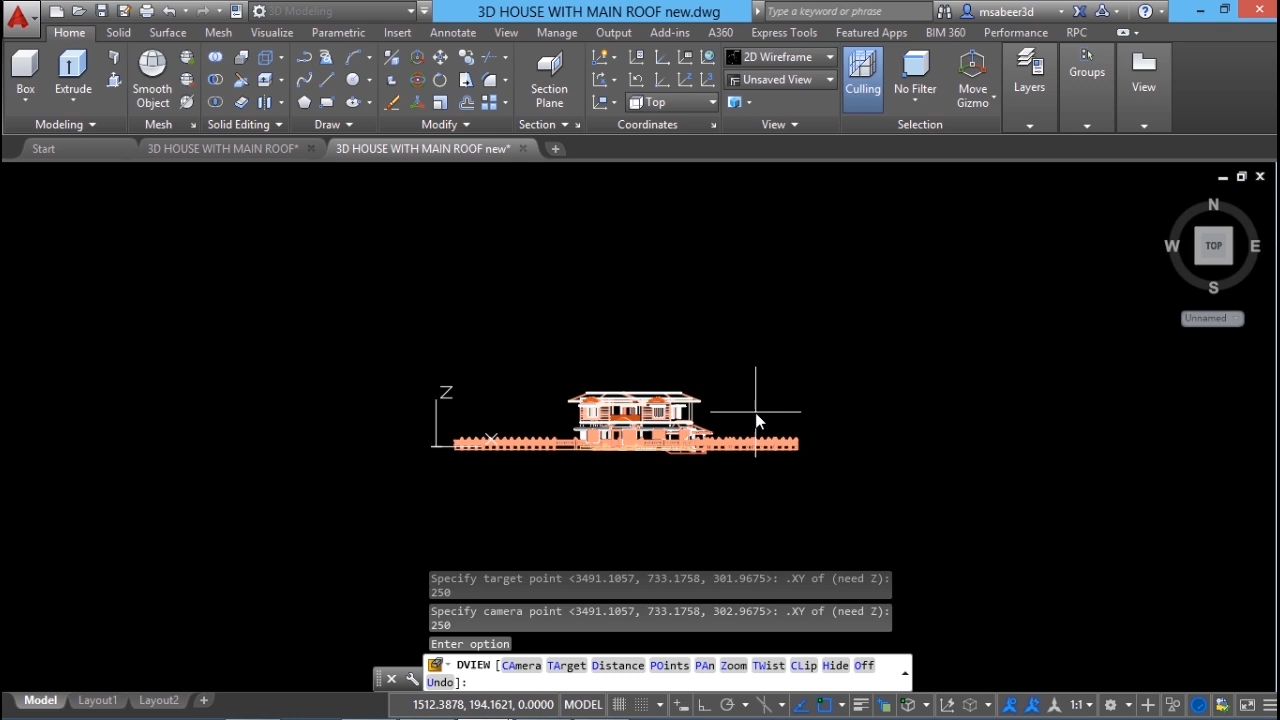 3D Modeling
3D HOUSE WITH MAIN ROOF new.dwg
Type a keyword or phrase
msabeer3d
Home Solid Surface Mesh Visualize Parametric Insert Annotate View Manage Output Add-ins A360 Express Tools Featured Apps BIM 360 Performance RPC
2D Wireframe
Unsaved View
Top
Box
Extrude
Smooth
Object
Section
Plane
Culling
No Filter
Move
Gizmo
Layers
Groups
View
Modeling Mesh Solid Editing Draw Modify Section Coordinates View Selection
Start 3D HOUSE WITH MAIN ROOF* 3D HOUSE WITH MAIN ROOF new*
N
W TOP E
S
Unnamed
Z
X
Specify target point <3491.1057, 733.1758, 301.9675>: .XY of (need Z):
250
Specify camera point <3491.1057, 733.1758, 302.9675>: .XY of (need Z):
250
Enter option
DVIEW [CAmera TArget Distance POints PAn Zoom TWist CLip Hide Off
Undo]:
Model Layout1 Layout2 1512.3878, 194.1621, 0.0000 MODEL 1:1